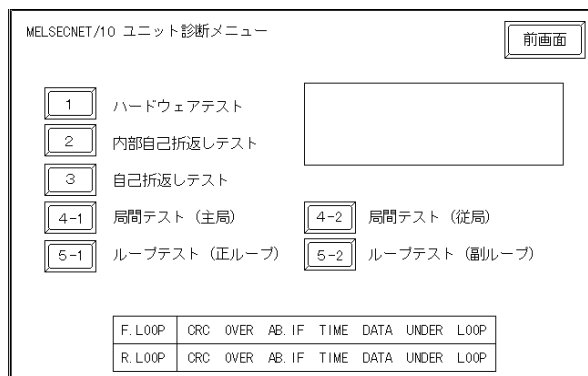 MELSECNET/10 ユニット診断メニュー
前画面
1 ハードウェアテスト
2 内部自己折返しテスト
3 自己折返しテスト
4-1 局間テスト (主局) 4-2 局間テスト (従局)
5-1 ループテスト (正ループ) 5-2 ループテスト (副ループ)
F.LOOP CRC OVER AB.IF TIME DATA UNDER LOOP
R.LOOP CRC OVER AB.IF TIME DATA UNDER LOOP